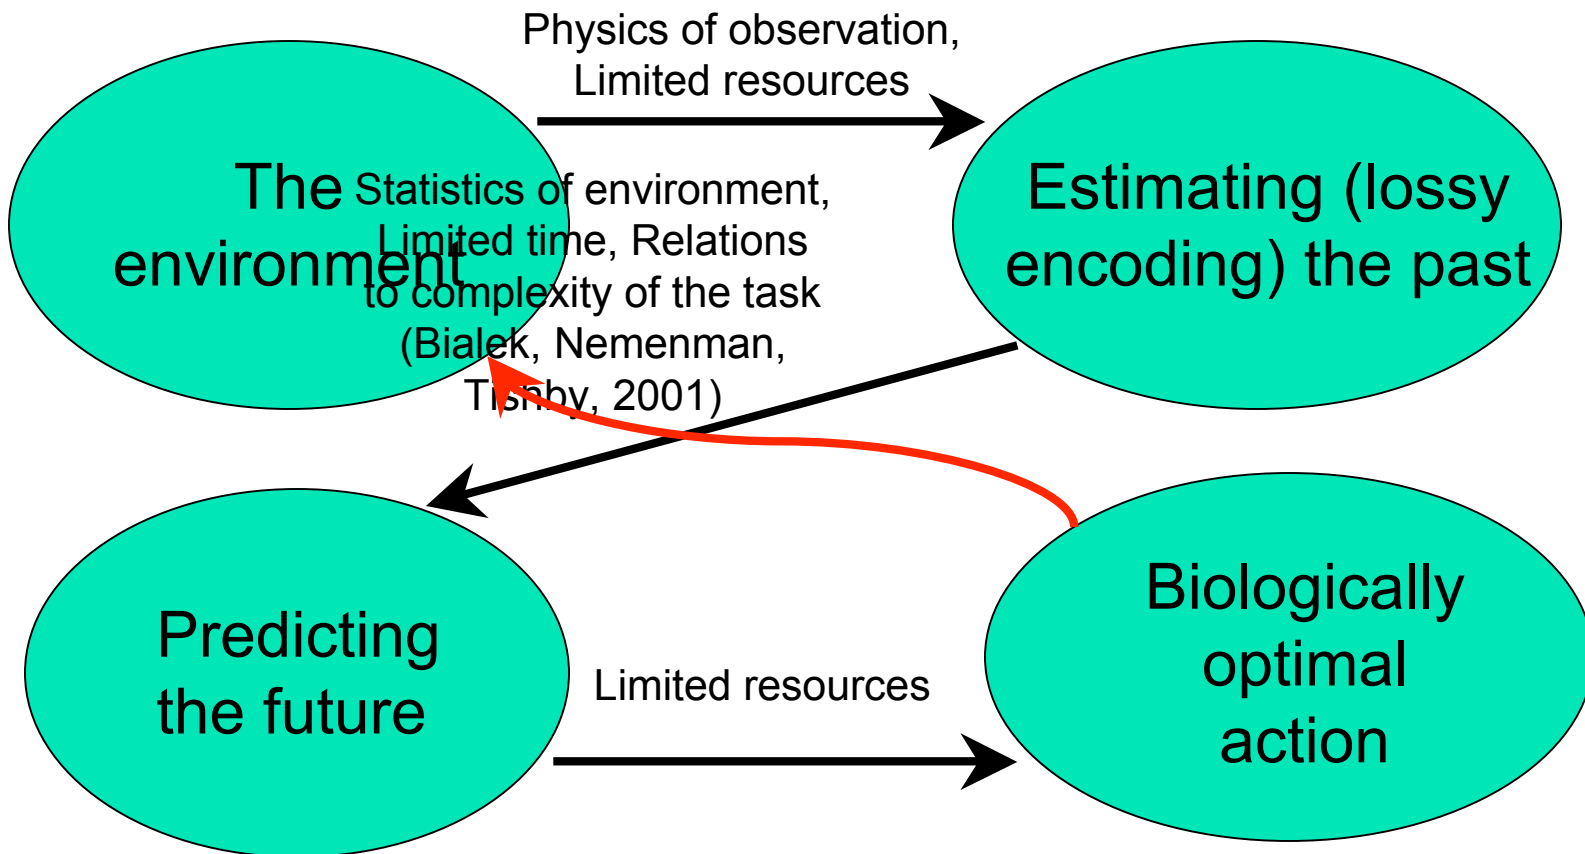 Physics of observation,
Limited resources
The
environment
Statistics of environment,
Limited time, Relations
to complexity of the task
(Bialek, Nemenman,
Tishby, 2001)
Estimating (lossy
encoding) the past
Predicting
the future
Limited resources
Biologically
optimal
action